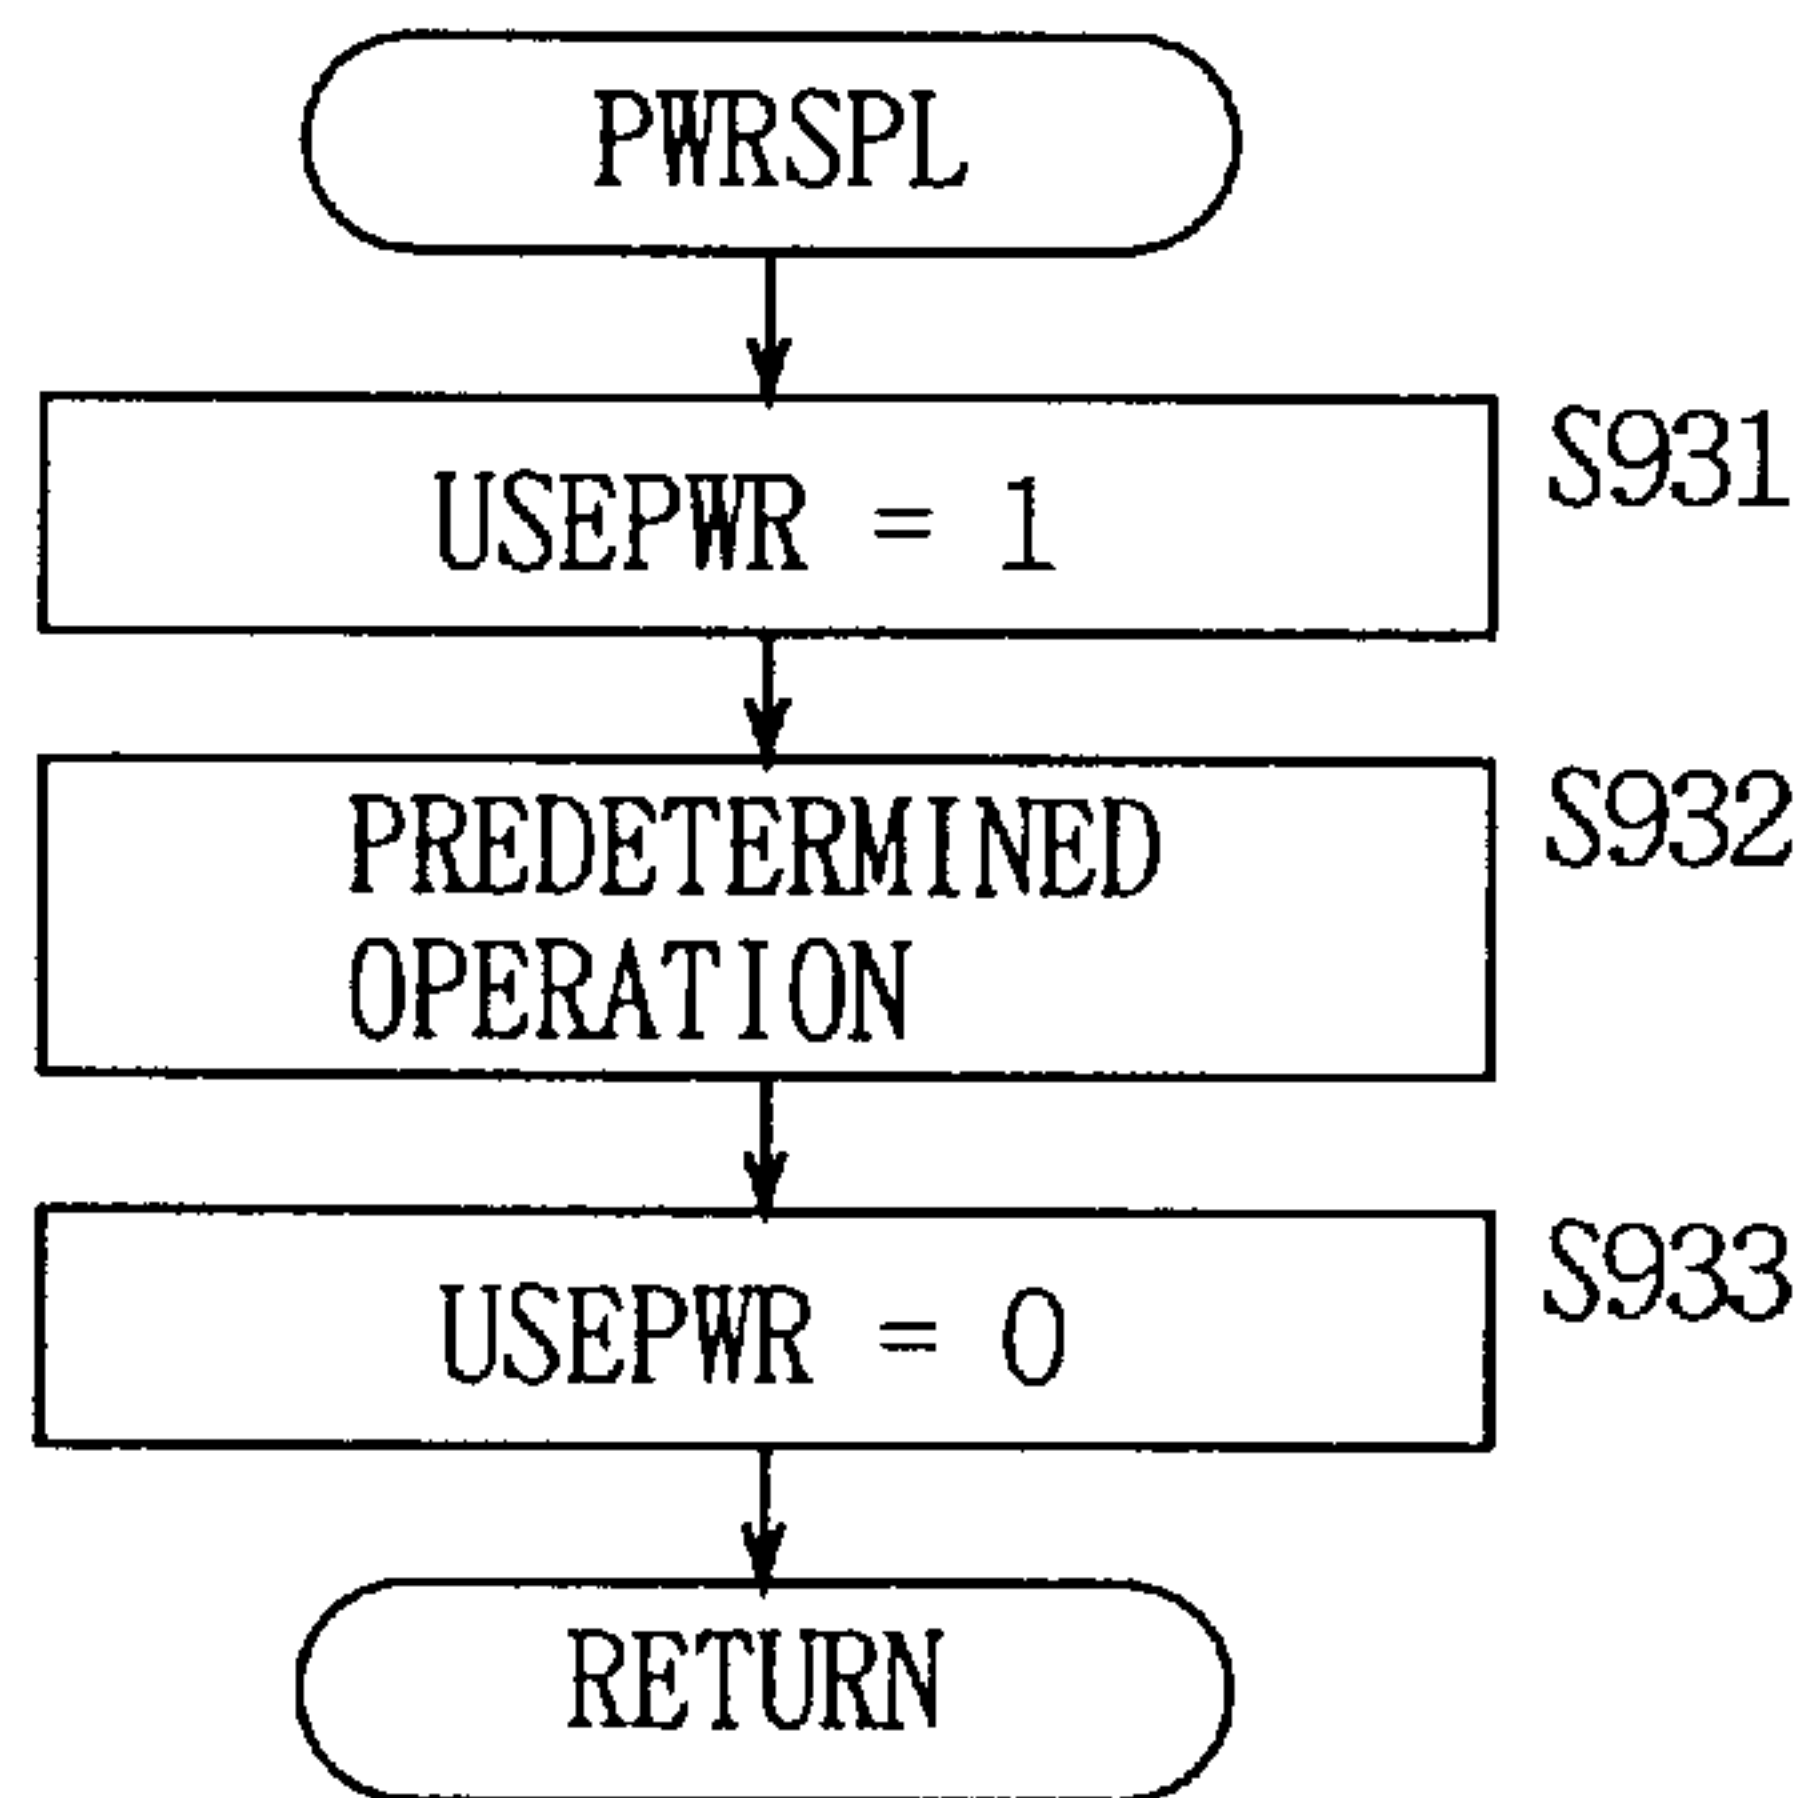 PWRSPL
USEPWR = 1
S931
PREDETERMINED
OPERATION
S932
USEPWR = 0
S933
RETURN